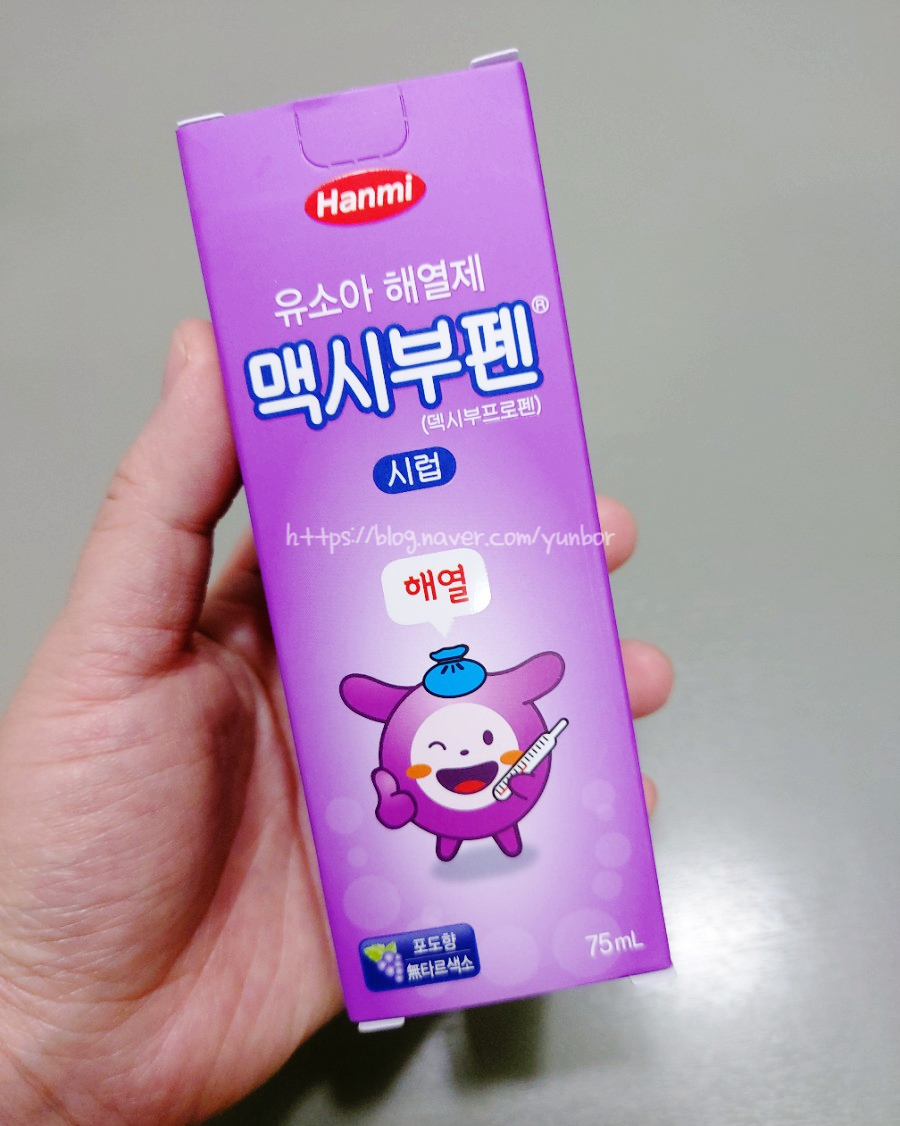 Hanmi
유소아 해열제
맥시부펜®
(덱시부프로펜)
시럽
https://blog.naver.com/yunbor
해열
포도향
無타르색소
75mL